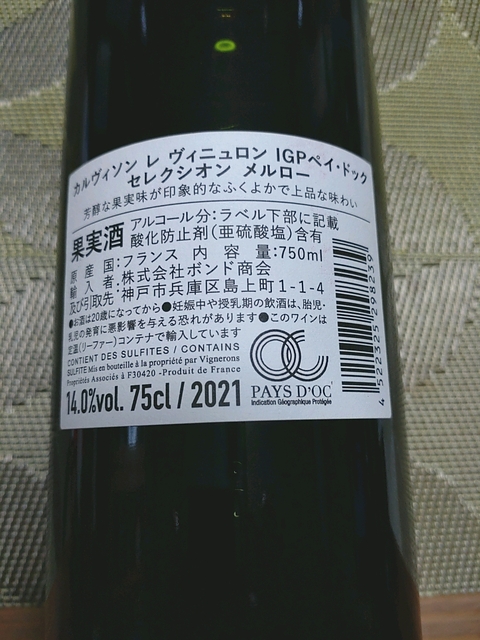 カルヴィソン レ ヴィニュロン IGPペイ・ドック
セレクシオン メルロー
芳醇な果実味が印象的なふくよかで上品な味わい
果実酒
アルコール分：ラベル下部に記載
酸化防止剤(亜硫酸塩)含有
原産国：フランス 内容量：750ml
輸入者：株式会社ボンド商会
及び引取先：神戸市兵庫区島上町1-1-4
●お酒は20歳になってから●妊娠中や授乳期の飲酒は、胎児・
乳児の発育に悪影響を与える恐れがあります●このワインは
定温(リーファー)コンテナで輸入しています
CONTIENT DES SULFITES / CONTAINS
SULFITE Mis en bouteille à la propriété par Vignerons
Propriétés Associés à F30420 -Produit de France
14.0%vol. 75cl / 2021
PAYS D'OC
Indication Géographique Protégée
4 522325 298239